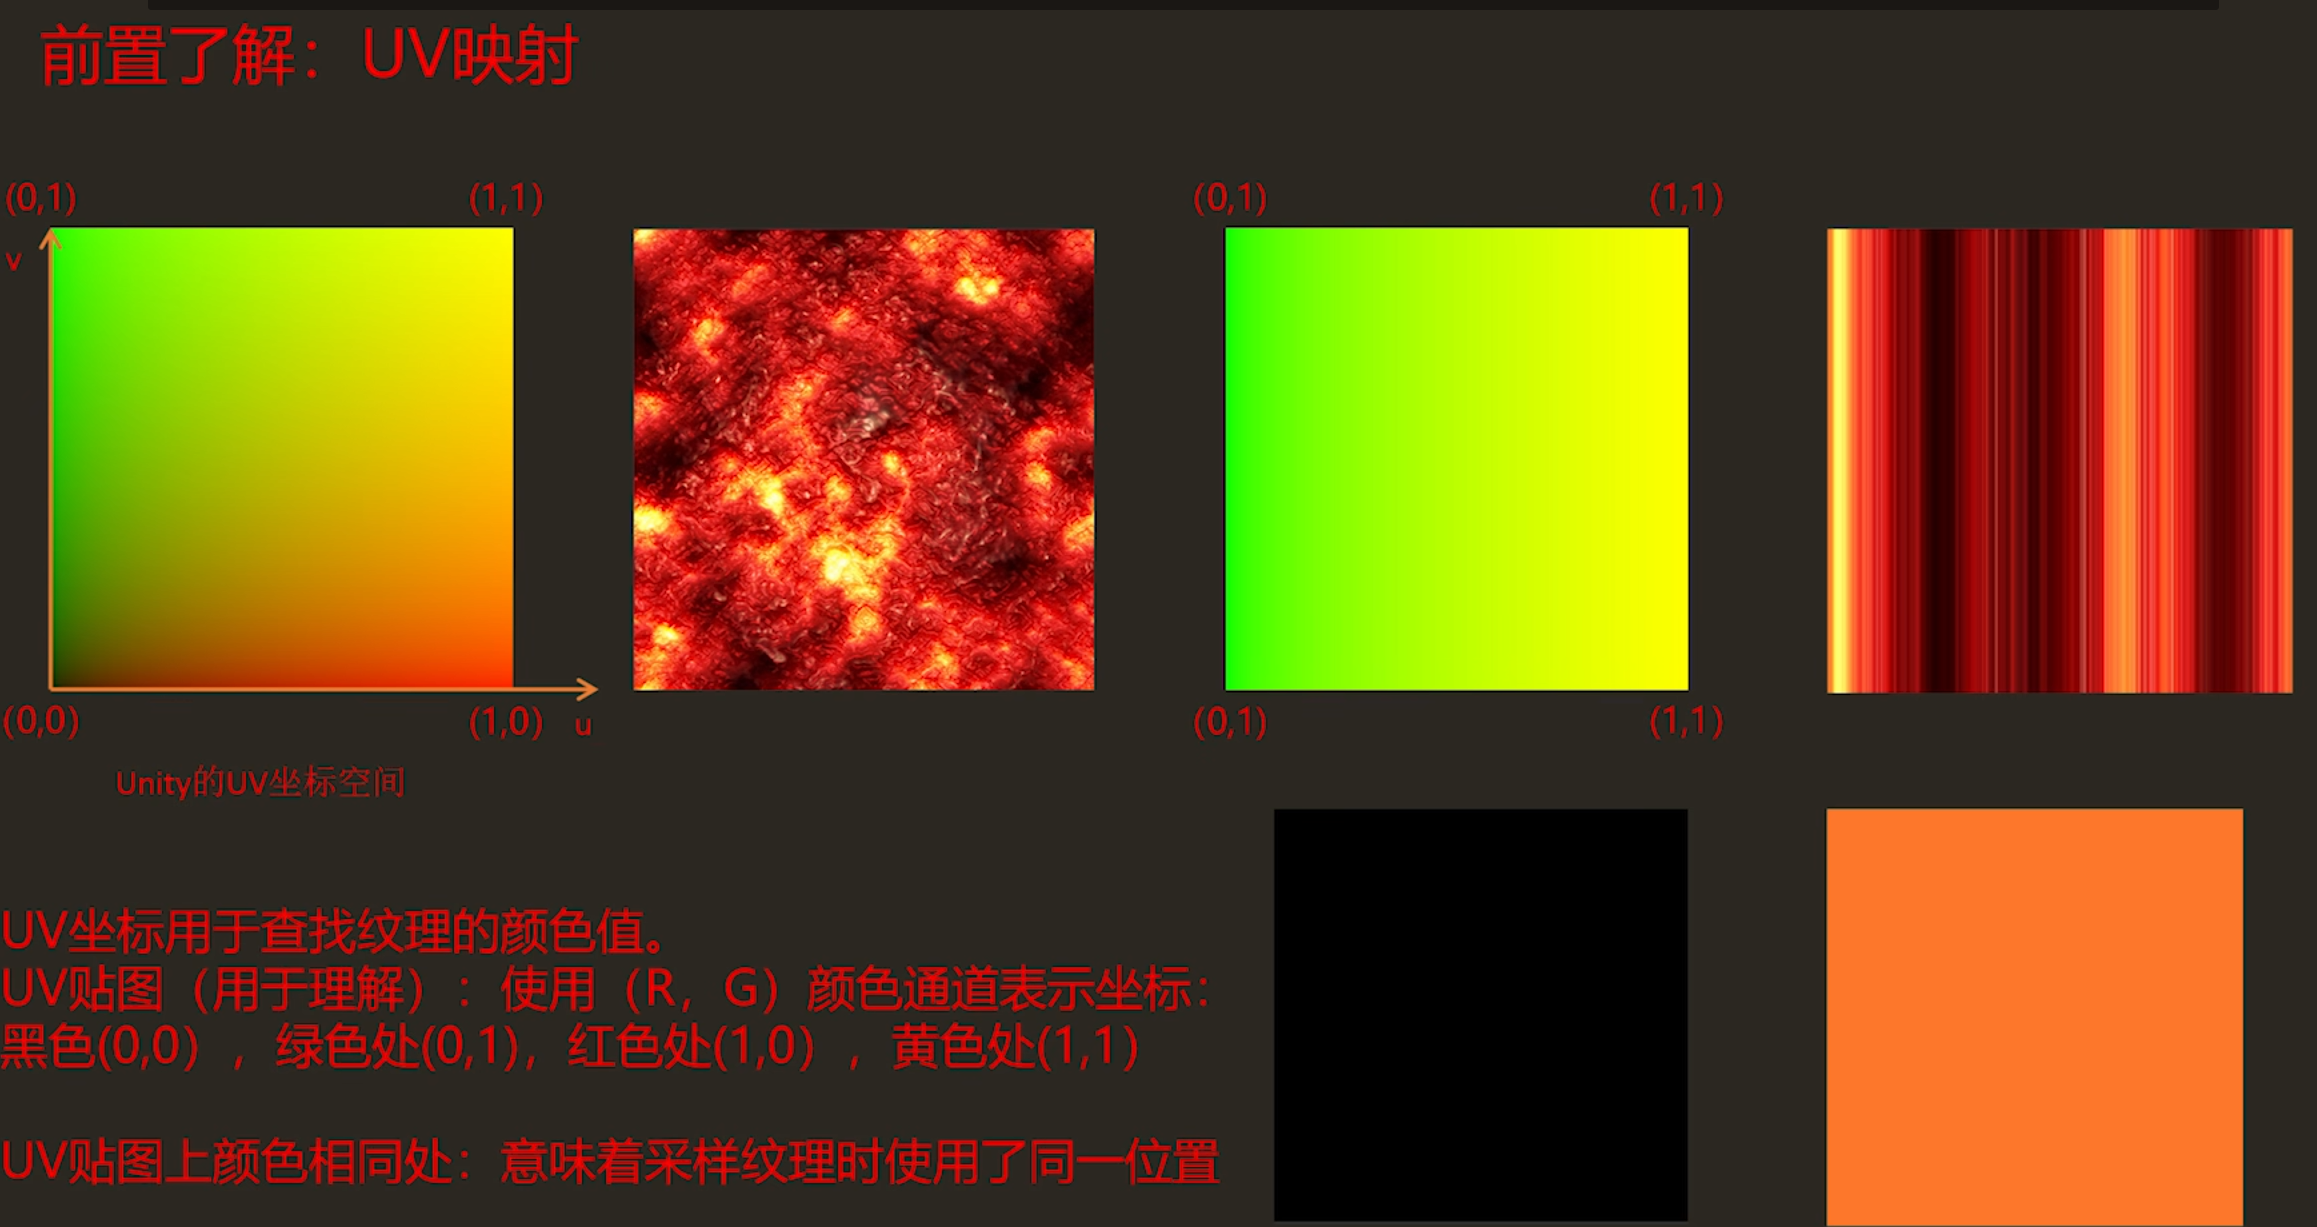 前置了解：UV映射
(0,1)
(1,1)
(0,1)
(1,1)
v
(0,0)
(1,0)
u
(0,1)
(1,1)
Unity的UV坐标空间
UV坐标用于查找纹理的颜色值。
UV贴图（用于理解）：使用（R，G）颜色通道表示坐标：
黑色(0,0），绿色处(0,1)，红色处(1,0），黄色处(1,1)
UV贴图上颜色相同处：意味着采样纹理时使用了同一位置